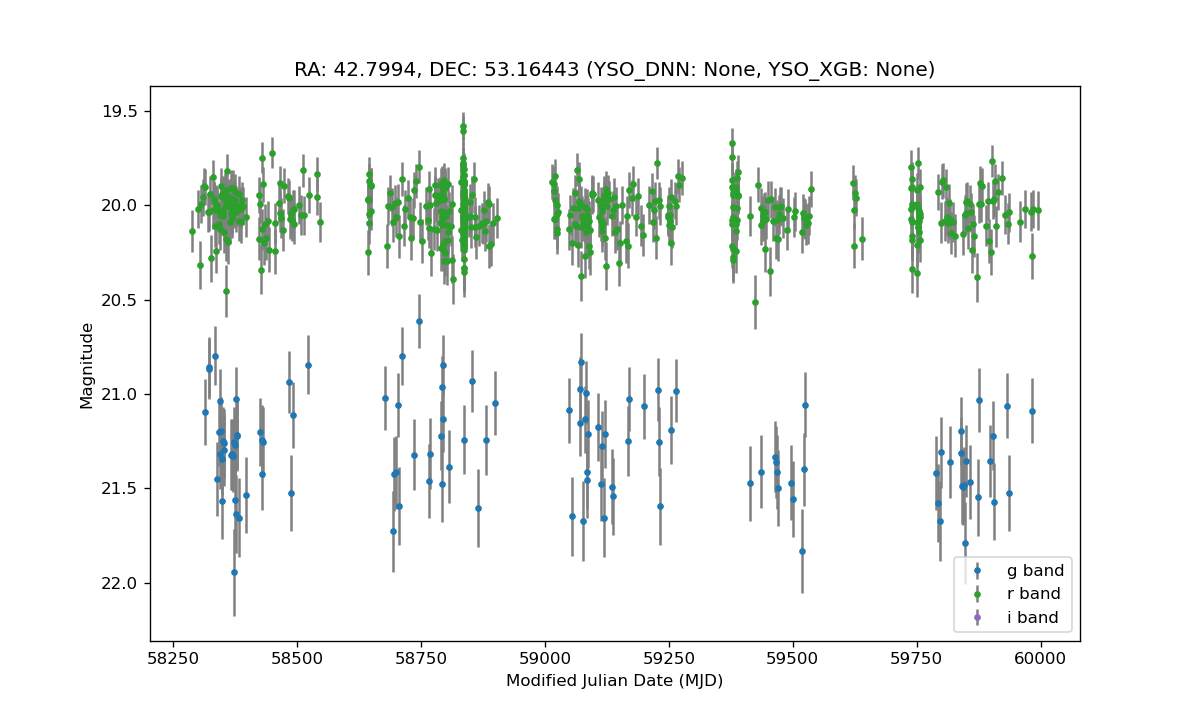 RA: 42.7994, DEC: 53.16443 (YSO_DNN: None, YSO_XGB: None)
19.5
20.0
20.5
21.0
21.5
22.0
Magnitude
g band
r band
i band
58250 58500 58750 59000 59250 59500 59750 60000
Modified Julian Date (MJD)